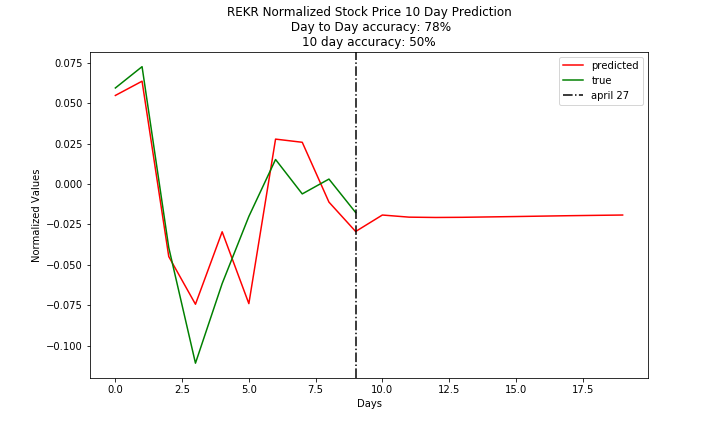 REKR Normalized Stock Price 10 Day Prediction
Day to Day accuracy: 78%
10 day accuracy: 50%
predicted
true
april 27
Normalized Values
0.075
0.050
0.025
0.000
−0.025
−0.050
−0.075
−0.100
0.0 2.5 5.0 7.5 10.0 12.5 15.0 17.5
Days